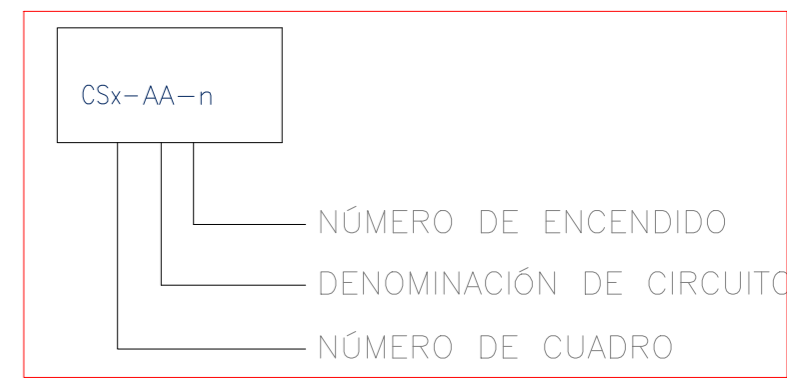 CSx-AA-n
NÚMERO DE ENCENDIDO
DENOMINACIÓN DE CIRCUITO
NÚMERO DE CUADRO